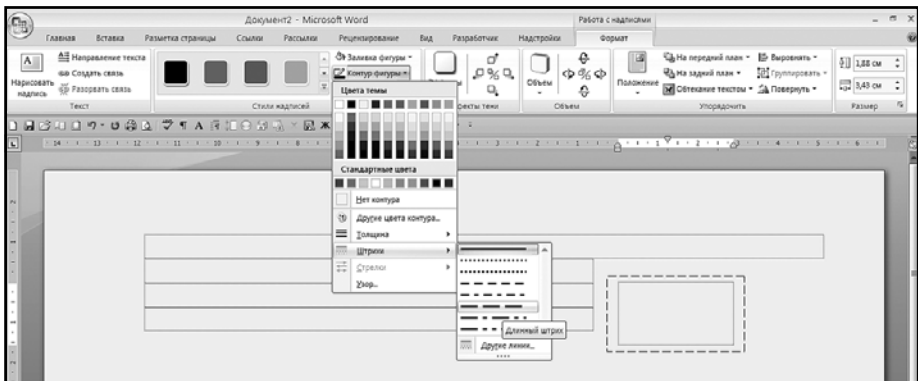 Документ2 - Microsoft Word
Работа с надписями
Главная Вставка Разметка страницы Ссылки Рассылки Рецензирование Вид Разработчик Надстройки Формат
Нарисовать надпись
Направление текста
Создать связь
Разорвать связь
Текст
Стили надписей
Заливка фигуры
Контур фигуры
Объем
Объем
Положение
На передний план
На задний план
Обтекание текстом
Выровнять
Группировать
Повернуть
Упорядочить
1,88 см
3,43 см
Размер
Цвета темы
Стандартные цвета
Нет контура
Другие цвета контура...
Толщина
Штрихи
Стрелки
Узор...
Длинный штрих
Другие линии...